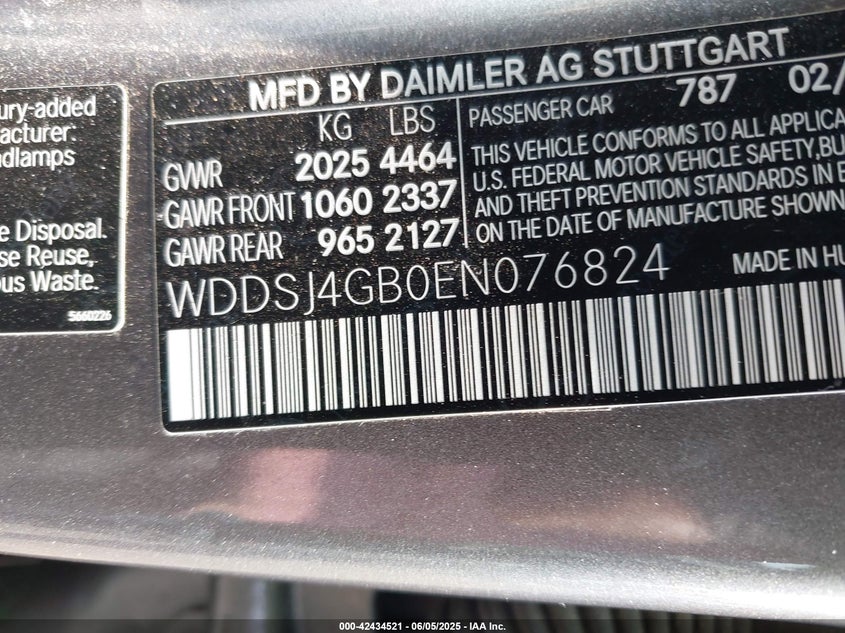 ury-added
acturer:
adlamps
e Disposal.
se Reuse,
ous Waste.
5660226
MFD BY DAIMLER AG STUTTGART
KG LBS
GVWR 2025 4464
GAWR FRONT 1060 2337
GAWR REAR 965 2127
PASSENGER CAR 787 02/
THIS VEHICLE CONFORMS TO ALL APPLICA
U.S. FEDERAL MOTOR VEHICLE SAFETY,BU
AND THEFT PREVENTION STANDARDS IN E
ON THE DATE OF MANUFACTURE SHOWN
WDDSJ4GB0EN076824
MADE IN HU
000-42434521 - 06/05/2025 - IAA Inc.